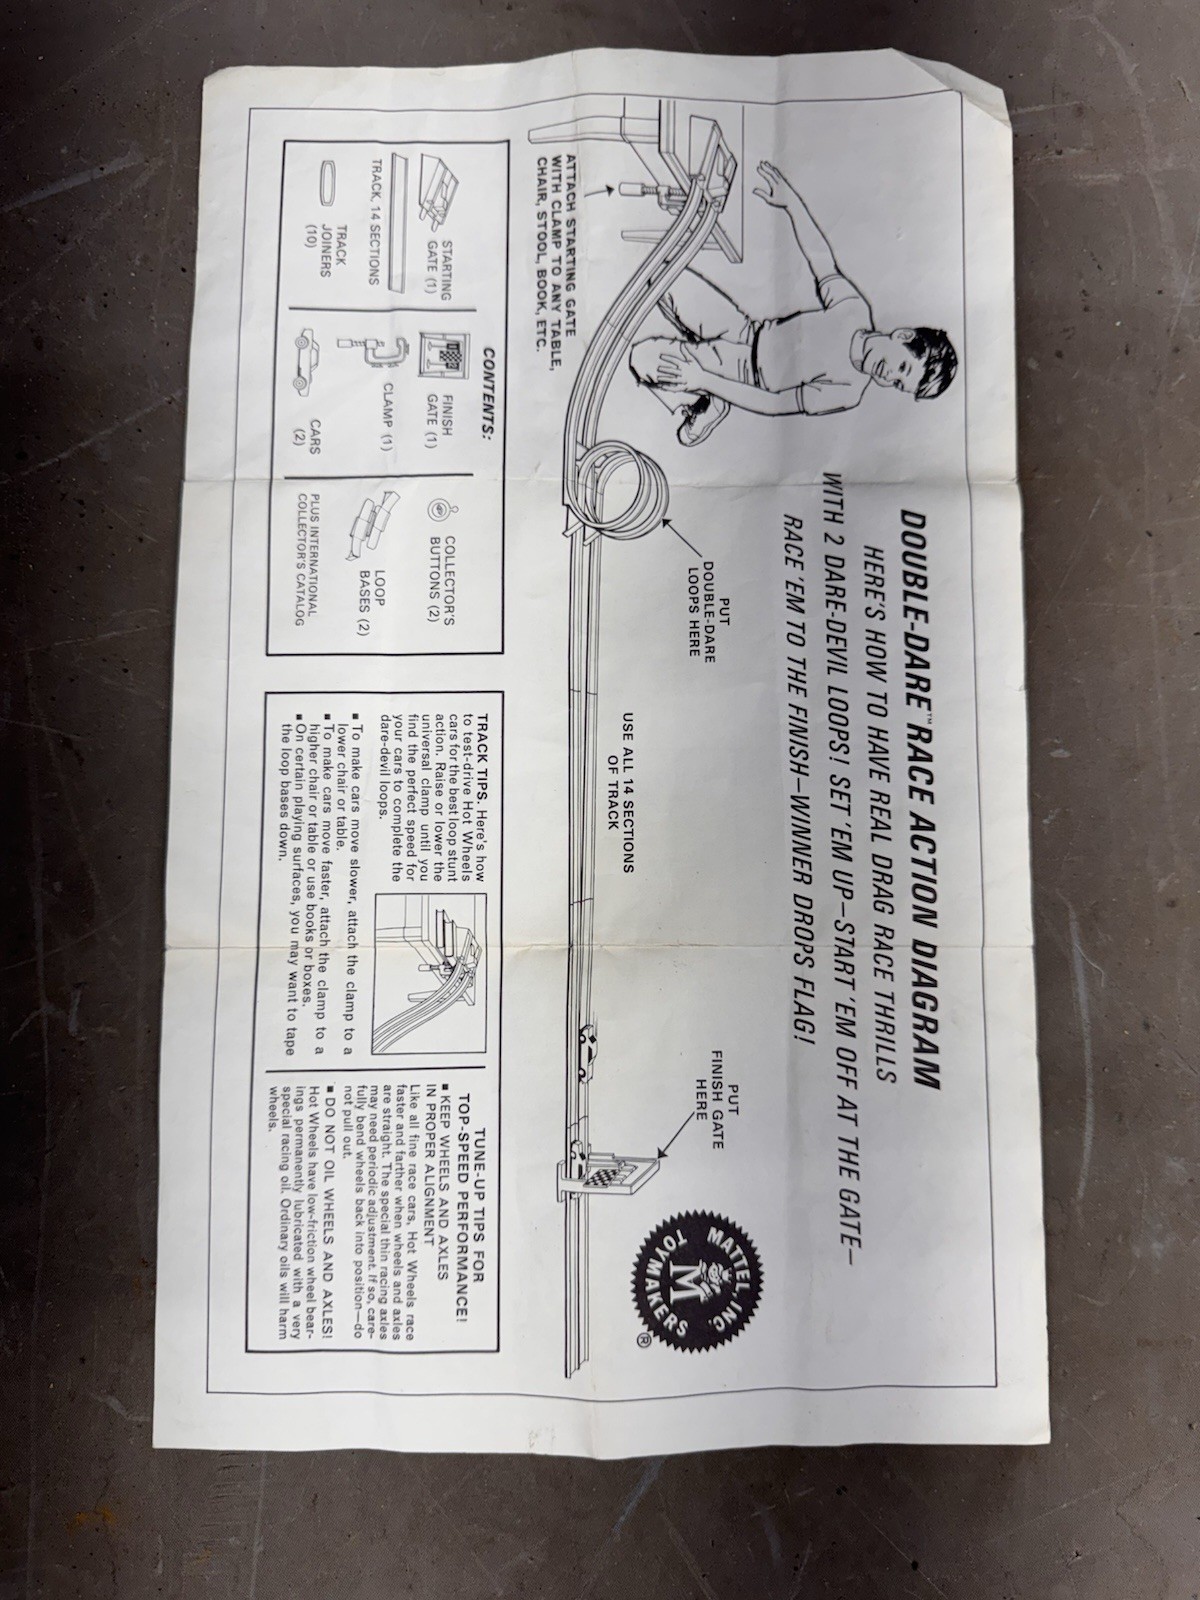 DOUBLE-DARE™ RACE ACTION DIAGRAM
HERE'S HOW TO HAVE REAL DRAG RACE THRILLS
WITH 2 DARE-DEVIL LOOPS! SET 'EM UP—START 'EM OFF AT THE GATE—
RACE 'EM TO THE FINISH—WINNER DROPS FLAG!
PUT
DOUBLE-DARE
LOOPS HERE
USE ALL 14 SECTIONS
OF TRACK
PUT
FINISH GATE
HERE
MATTEL, INC.
M
TOYMAKERS
®
ATTACH STARTING GATE
WITH CLAMP TO ANY TABLE,
CHAIR, STOOL, BOOK, ETC.
CONTENTS:
STARTING
GATE (1)
TRACK, 14 SECTIONS
TRACK
JOINERS
(10)
FINISH
GATE (1)
CLAMP (1)
CARS
(2)
COLLECTOR'S
BUTTONS (2)
LOOP
BASES (2)
PLUS INTERNATIONAL
COLLECTOR'S CATALOG
TRACK TIPS. Here's how
to test-drive Hot Wheels
cars for the best loop stunt
action. Raise or lower the
universal clamp until you
find the perfect speed for
your cars to complete the
dare-devil loops.
■ To make cars move slower, attach the clamp to a
lower chair or table.
■ To make cars move faster, attach the clamp to a
higher chair or table or use books or boxes.
■ On certain playing surfaces, you may want to tape
the loop bases down.
TUNE-UP TIPS FOR
TOP-SPEED PERFORMANCE!
■ KEEP WHEELS AND AXLES
IN PROPER ALIGNMENT
Like all fine race cars, Hot Wheels race
faster and farther when wheels and axles
are straight. The special thin racing axles
may need periodic adjustment. If so, care-
fully bend wheels back into position—do
not pull out.
■ DO NOT OIL WHEELS AND AXLES!
Hot Wheels have low-friction wheel bear-
ings permanently lubricated with a very
special racing oil. Ordinary oils will harm
wheels.